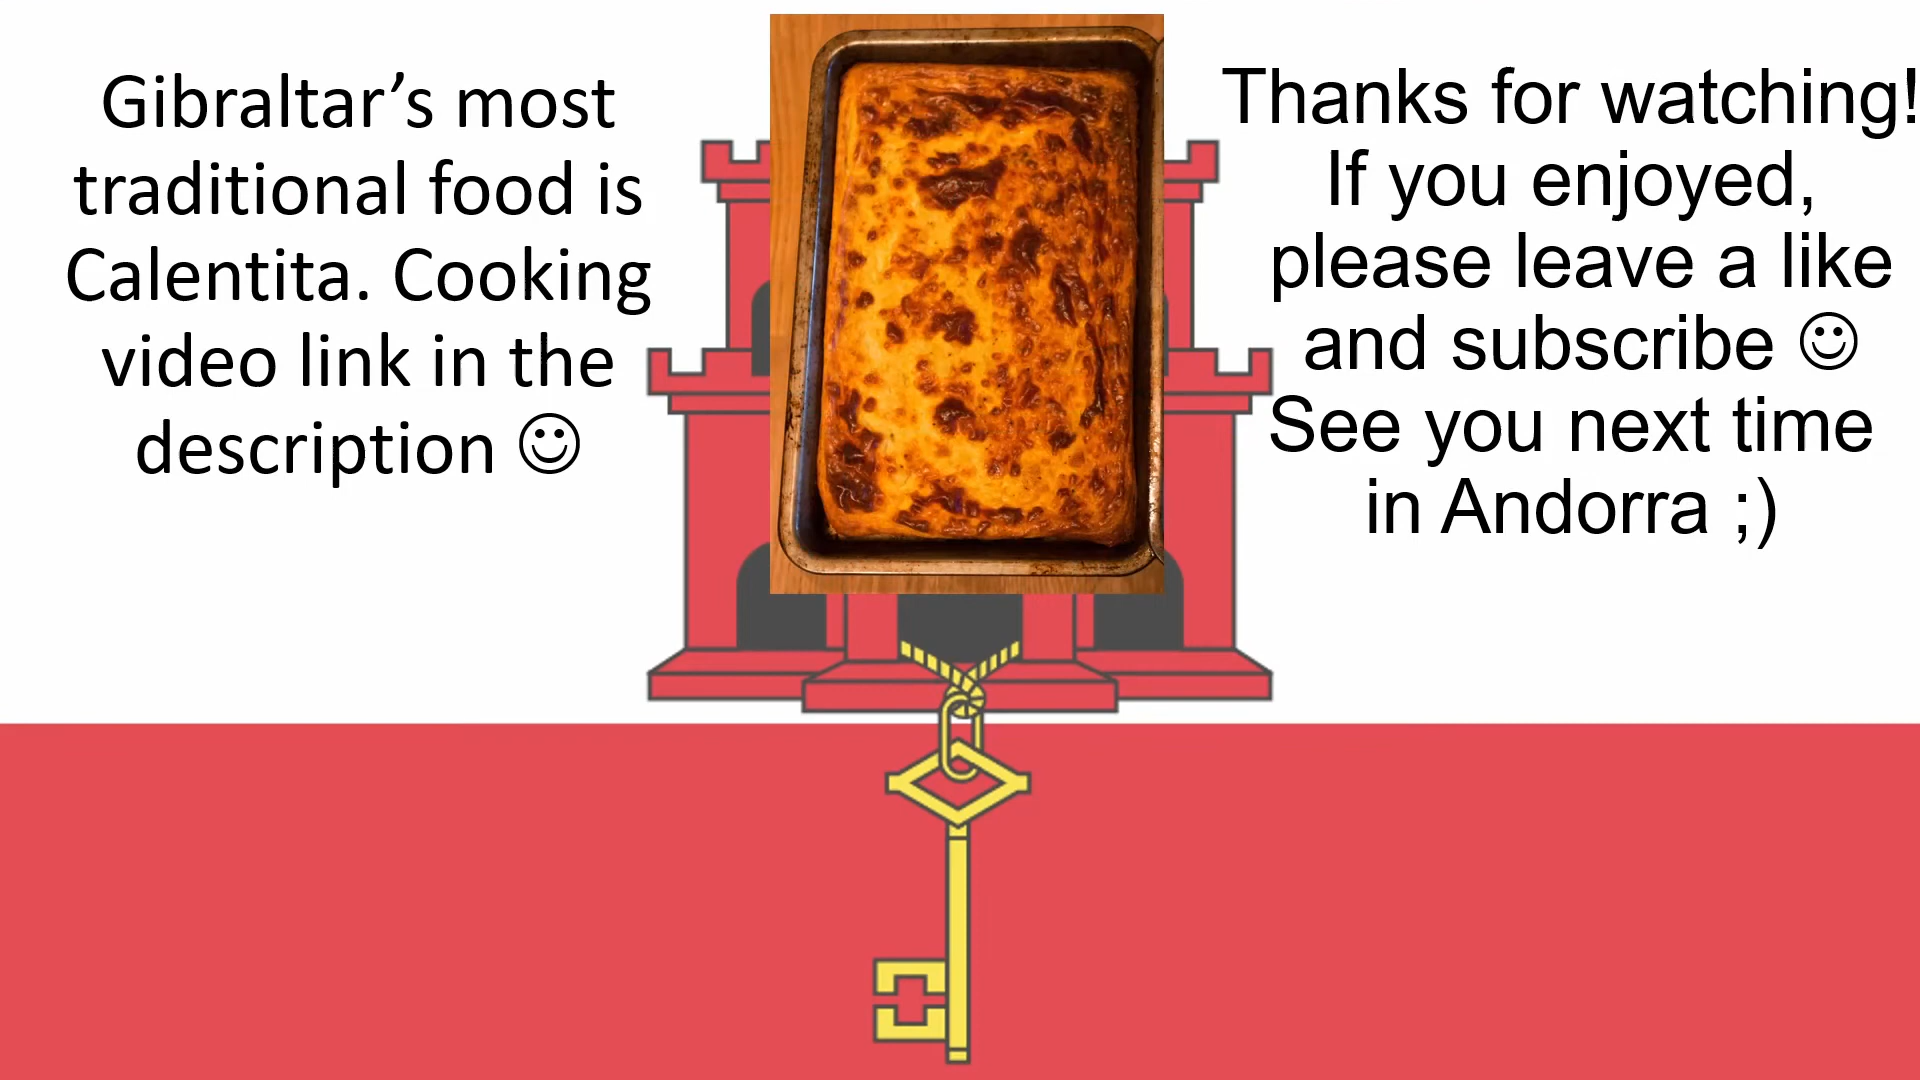 Gibraltar’s most
traditional food is
Calentita. Cooking
video link in the
description ☺
Thanks for watching!
If you enjoyed,
please leave a like
and subscribe ☺
See you next time
in Andorra ;)